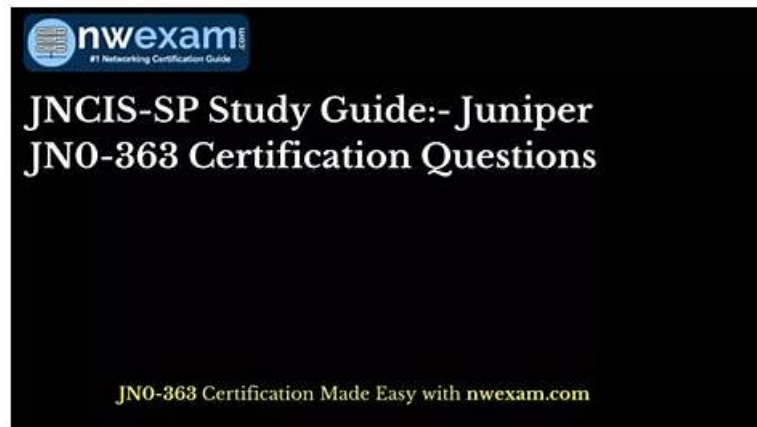 nwexam.com
#1 Networking Certification Guide
JNCIS-SP Study Guide:- Juniper
JN0-363 Certification Questions
JN0-363 Certification Made Easy with nwexam.com